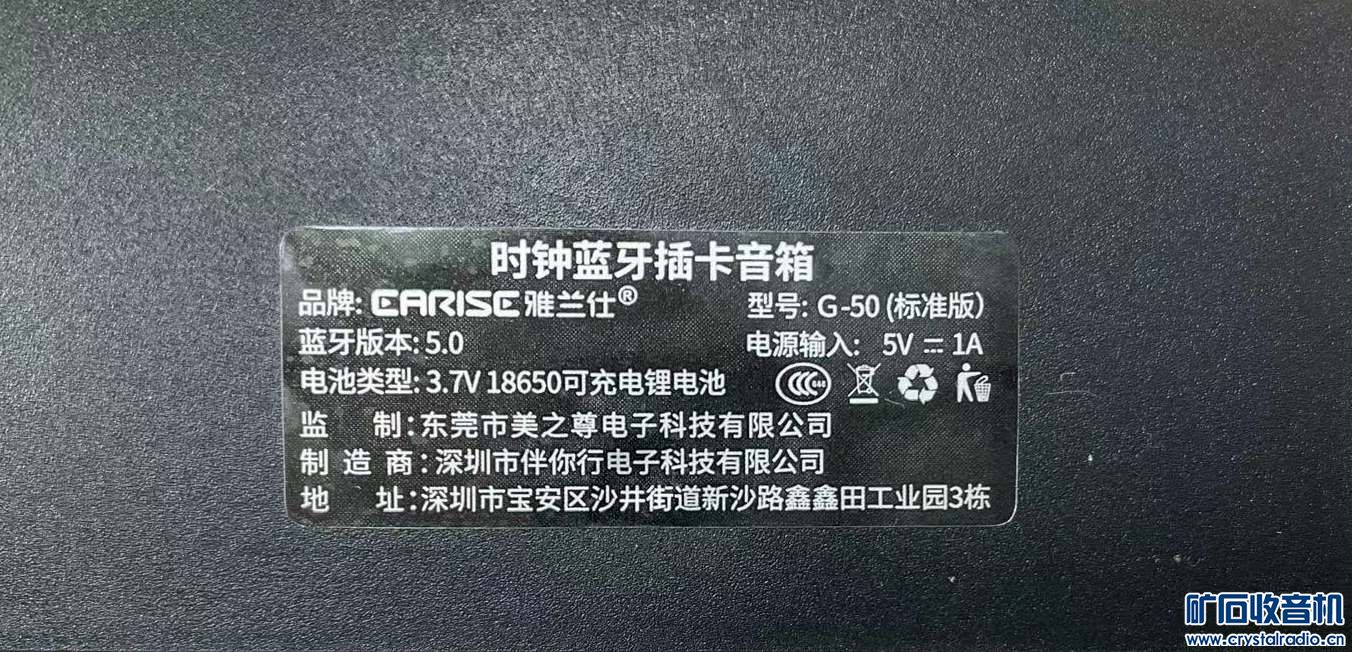 时钟蓝牙插卡音箱
品牌: EARISE雅兰仕® 型号: G-50 (标准版)
蓝牙版本: 5.0 电源输入: 5V ⎓ 1A
电池类型: 3.7V 18650可充电锂电池
监 制: 东莞市美之尊电子科技有限公司
制 造 商: 深圳市伴你行电子科技有限公司
地 址: 深圳市宝安区沙井街道新沙路鑫鑫田工业园3栋
矿石收音机
www.crystalradio.cn